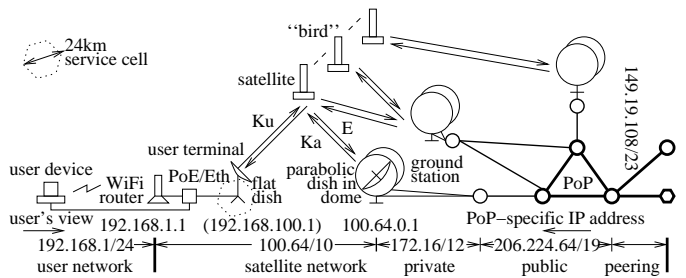 24km
service cell
"bird"
satellite
149.19.108/23
Ku
Ka
E
user terminal
user device
WiFi
router
PoE/Eth
flat
dish
parabolic
dish in
dome
ground
station
PoP
user's view
192.168.1.1
(192.168.100.1)
100.64.0.1
PoP−specific IP address
192.168.1/24
100.64/10
172.16/12
206.224.64/19
user network
satellite network
private
public
peering